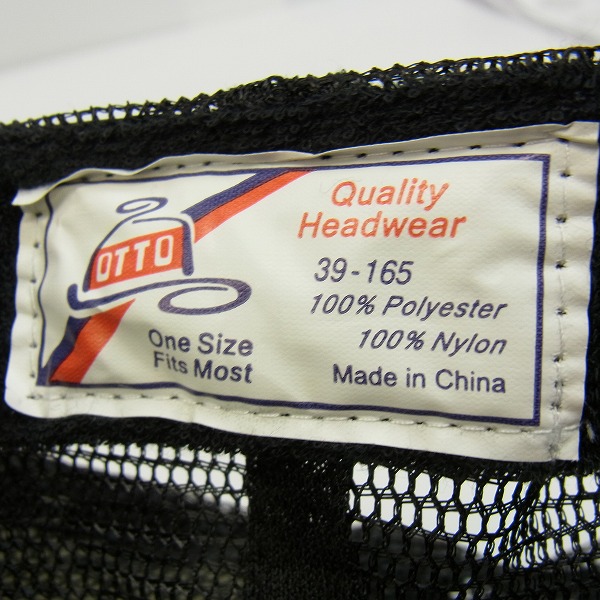 OTTO
One Size
Fits Most
Quality
Headwear
39-165
100% Polyester
100% Nylon
Made in China